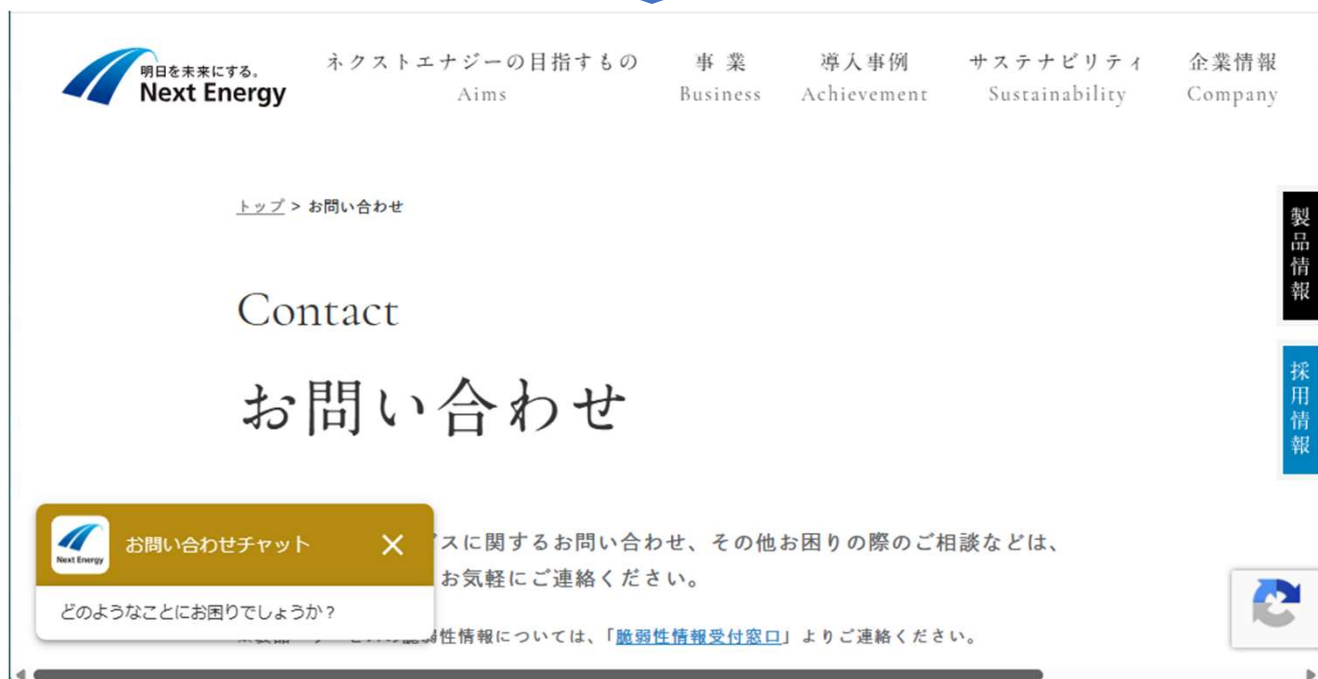 明日を未来にする。
Next Energy
ネクストエナジーの目指すもの
Aims
事業
Business
導入事例
Achievement
サステナビリティ
Sustainability
企業情報
Company
トップ > お問い合わせ
製品情報
Contact
お問い合わせ
採用情報
Next Energy
お問い合わせチャット
スに関するお問い合わせ、その他お困りの際のご相談などは、
お気軽にご連絡ください。
どのようなことにお困りでしょうか？
性情報については、「脆弱性情報受付窓口」よりご連絡ください。